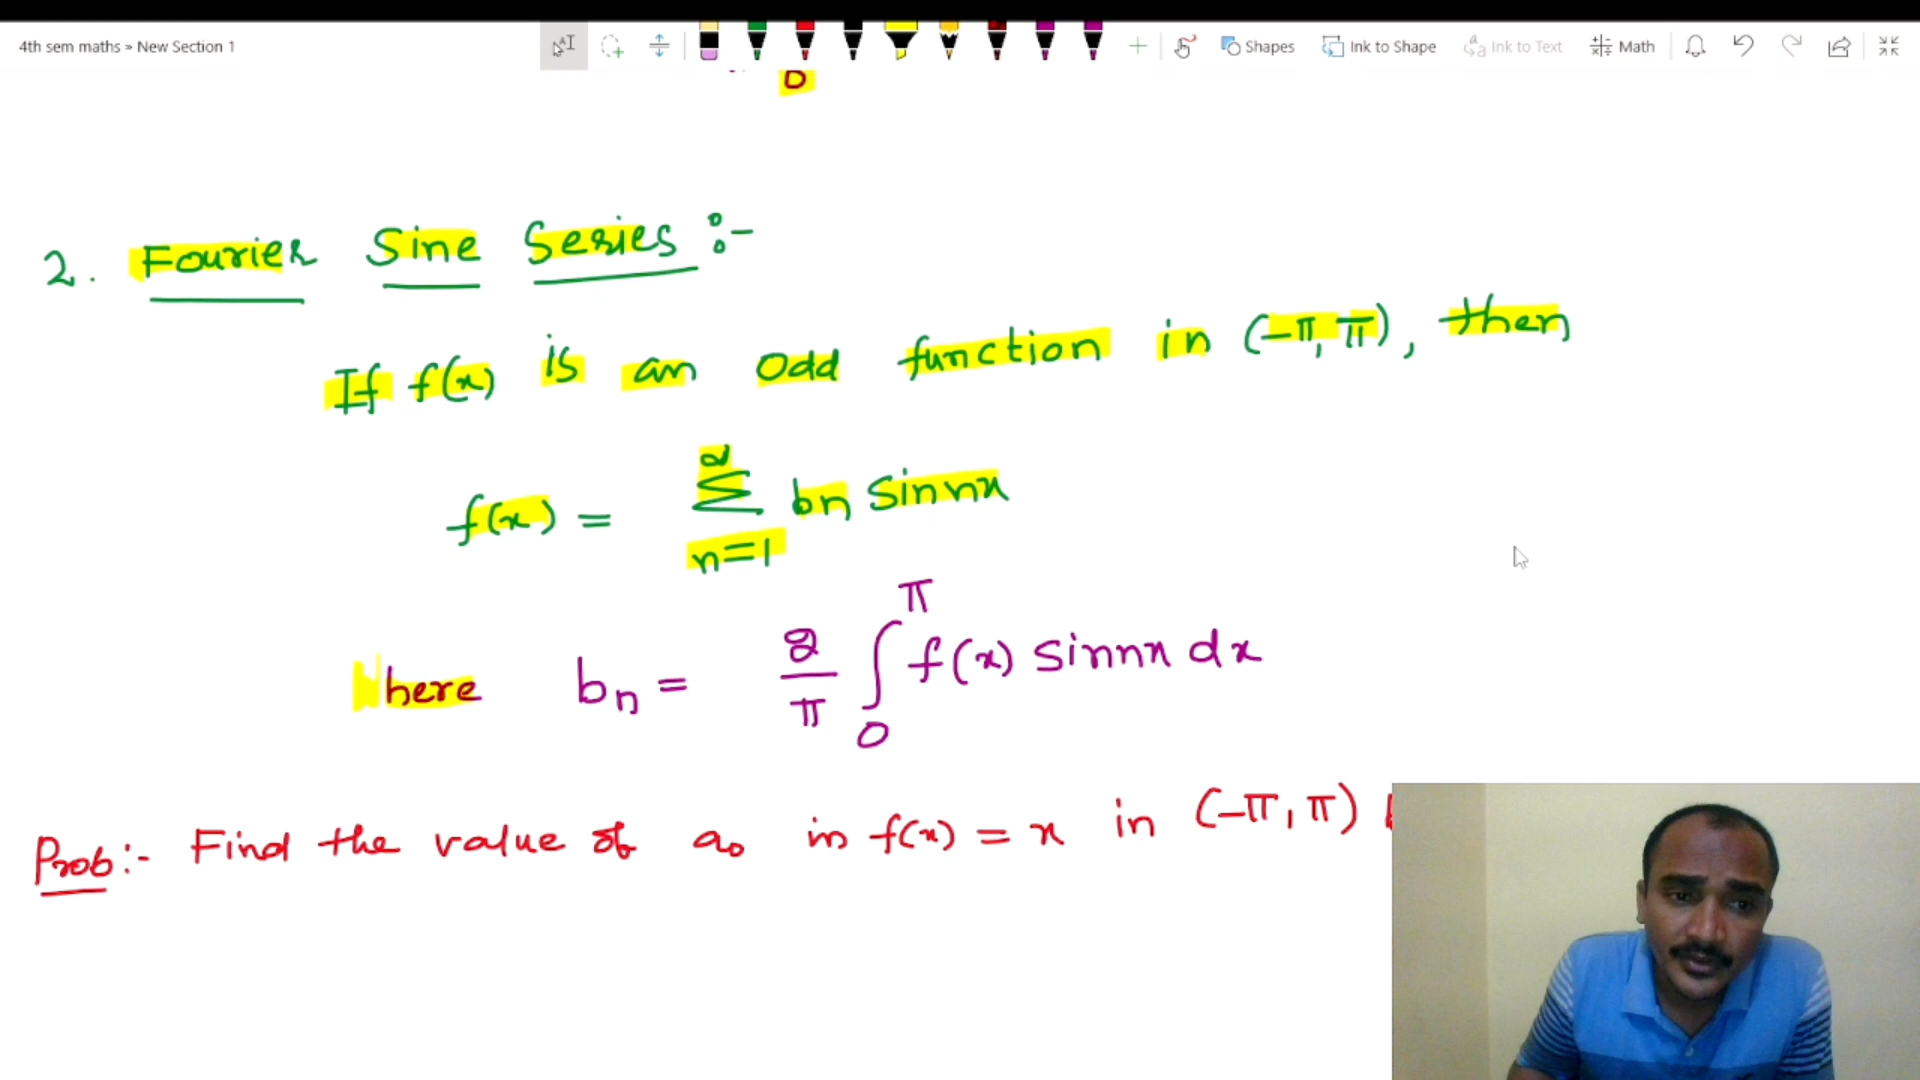 4th sem maths » New Section 1
Shapes Ink to Shape Ink to Text Math
0
2. Fourier Sine Series :-
If f(x) is an odd function in (-π, π), then
f(x) = ∑ n=1 ∞ bn sinnx
Where bn = 2/π ∫ 0 π f(x) sinnx dx
Prob:- Find the value of a₀ in f(x) = x in (-π, π)